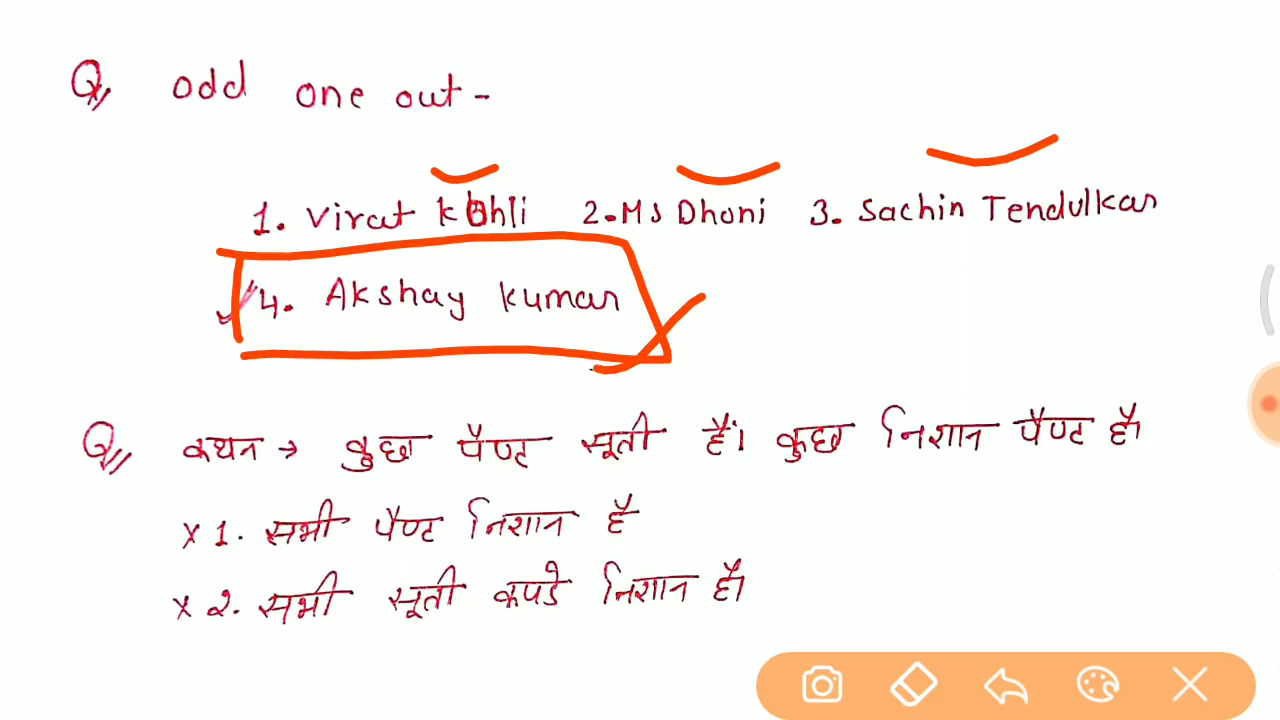 Q, odd one out -
1. Virat Kohli 2. Ms Dhoni 3. Sachin Tendulkar
4. Akshay kumar
Q, कथन → कुछ पैण्ट सूती हैं। कुछ निशान पैण्ट है।
x 1. सभी पैण्ट निशान है
x 2. सभी सूती कपडे निशान है।